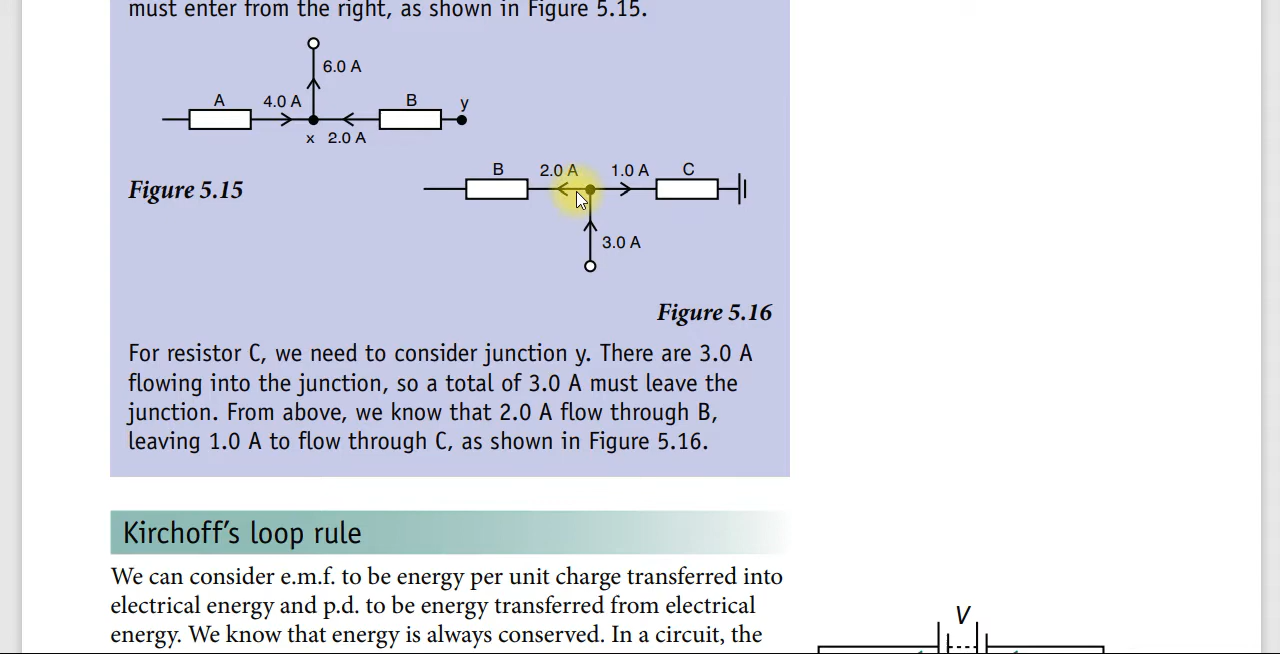 must enter from the right, as shown in Figure 5.15.
6.0 A
A 4.0 A B y
x 2.0 A
B 2.0 A 1.0 A C
Figure 5.15
3.0 A
Figure 5.16
For resistor C, we need to consider junction y. There are 3.0 A
flowing into the junction, so a total of 3.0 A must leave the
junction. From above, we know that 2.0 A flow through B,
leaving 1.0 A to flow through C, as shown in Figure 5.16.
Kirchoff’s loop rule
We can consider e.m.f. to be energy per unit charge transferred into
electrical energy and p.d. to be energy transferred from electrical
energy. We know that energy is always conserved. In a circuit, the
V